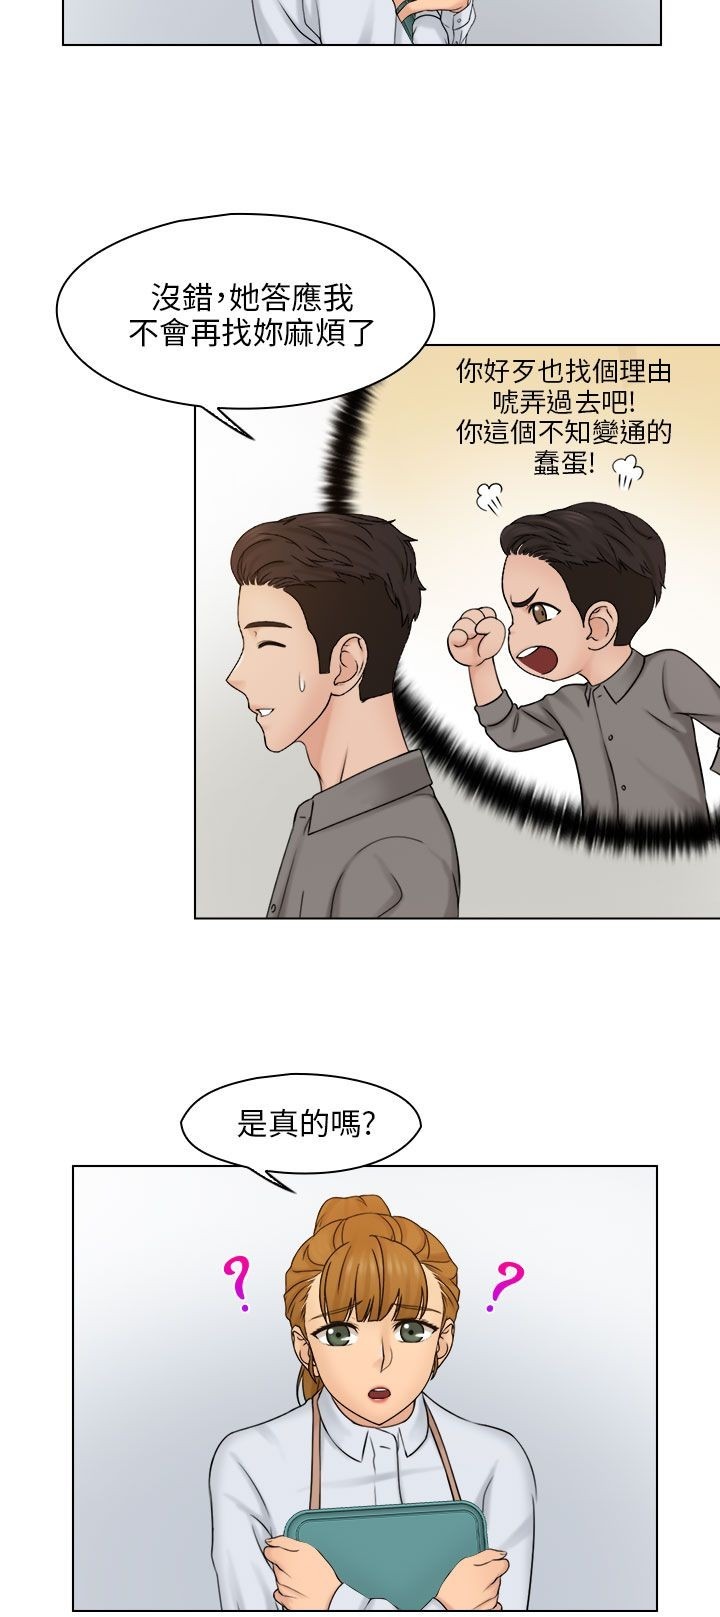 沒錯，她答應我
不會再找妳麻煩了
你好歹也找個理由
唬弄過去吧!
你這個不知變通的
蠢蛋!
是真的嗎?
?
?